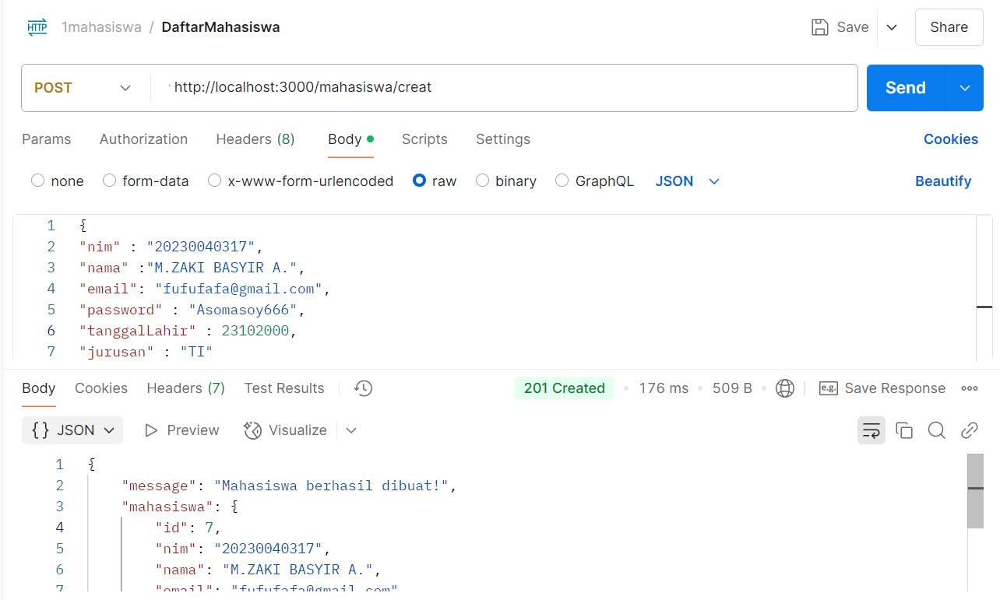 HTTP 1mahasiswa / DaftarMahasiswa Save Share
POST http://localhost:3000/mahasiswa/creat Send
Params Authorization Headers (8) Body Scripts Settings Cookies
none form-data x-www-form-urlencoded raw binary GraphQL JSON Beautify
1 {
2 "nim" : "20230040317",
3 "nama" :"M.ZAKI BASYIR A.",
4 "email": "fufufafa@gmail.com",
5 "password" : "Asomasoy666",
6 "tanggalLahir" : 23102000,
7 "jurusan" : "TI"
Body Cookies Headers (7) Test Results 201 Created 176 ms 509 B e.g. Save Response
{} JSON Preview Visualize
1 {
2 "message": "Mahasiswa berhasil dibuat!",
3 "mahasiswa": {
4 "id": 7,
5 "nim": "20230040317",
6 "nama": "M.ZAKI BASYIR A.",
7 "email": "fufufafa@gmail.com"